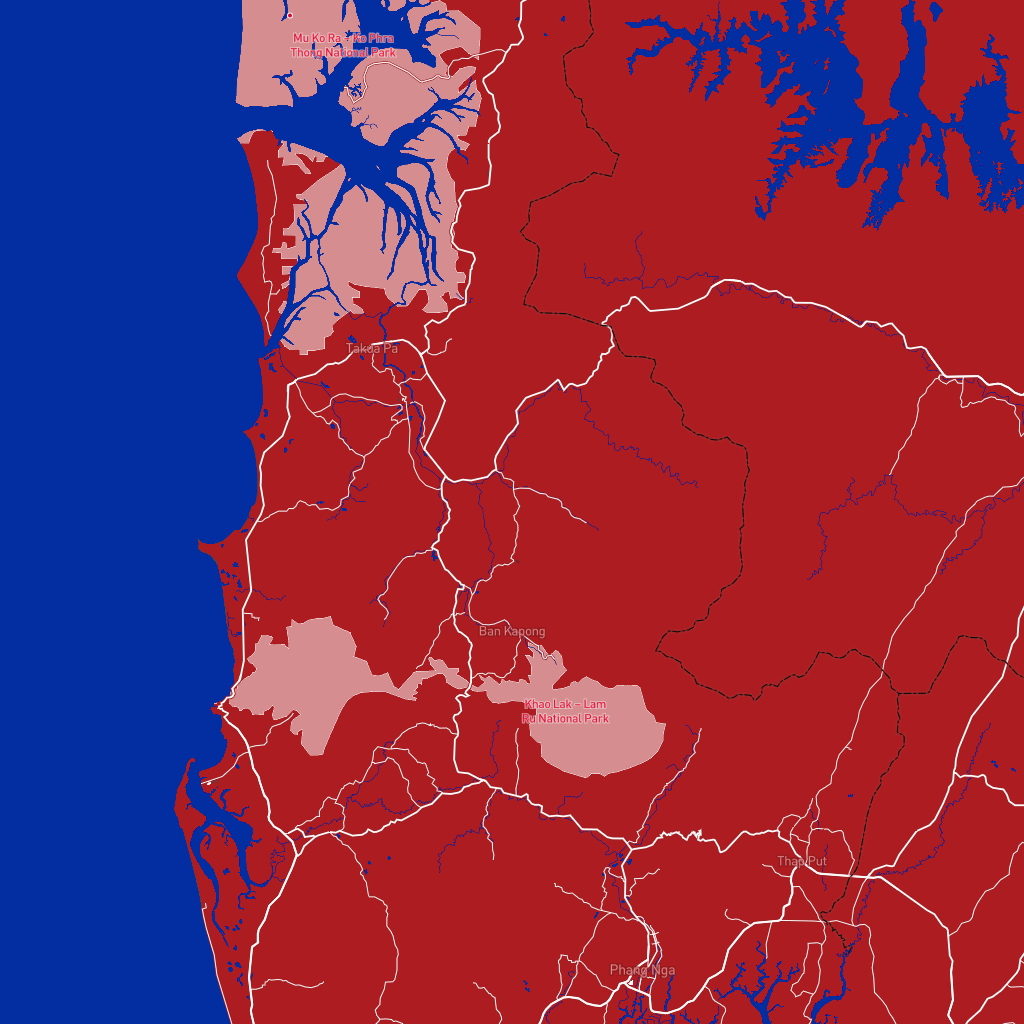 Mu Ko Ra – Ko Phra
Thong National Park
Takua Pa
Ban Kapong
Khao Lak – Lam
Ru National Park
Thap Put
Phang Nga